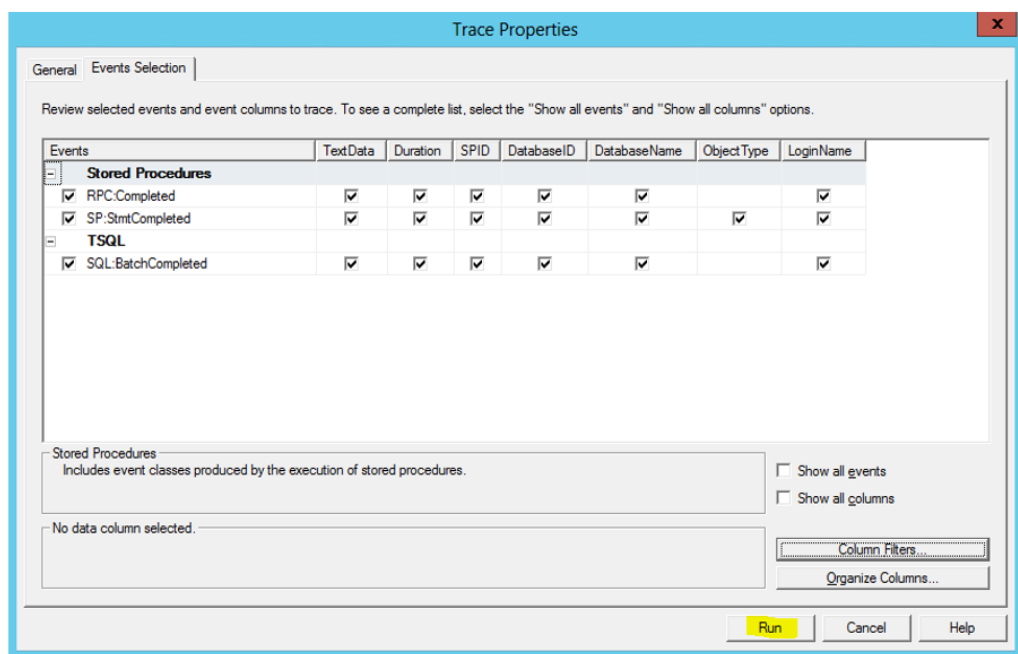 Trace Properties
x
General Events Selection
Review selected events and event columns to trace. To see a complete list, select the "Show all events" and "Show all columns" options.
Events TextData Duration SPID DatabaseID DatabaseName ObjectType LoginName
Stored Procedures
RPC:Completed
SP:StmtCompleted
TSQL
SQL:BatchCompleted
Stored Procedures
Includes event classes produced by the execution of stored procedures.
Show all events
Show all columns
No data column selected.
Column Filters...
Organize Columns...
Run Cancel Help